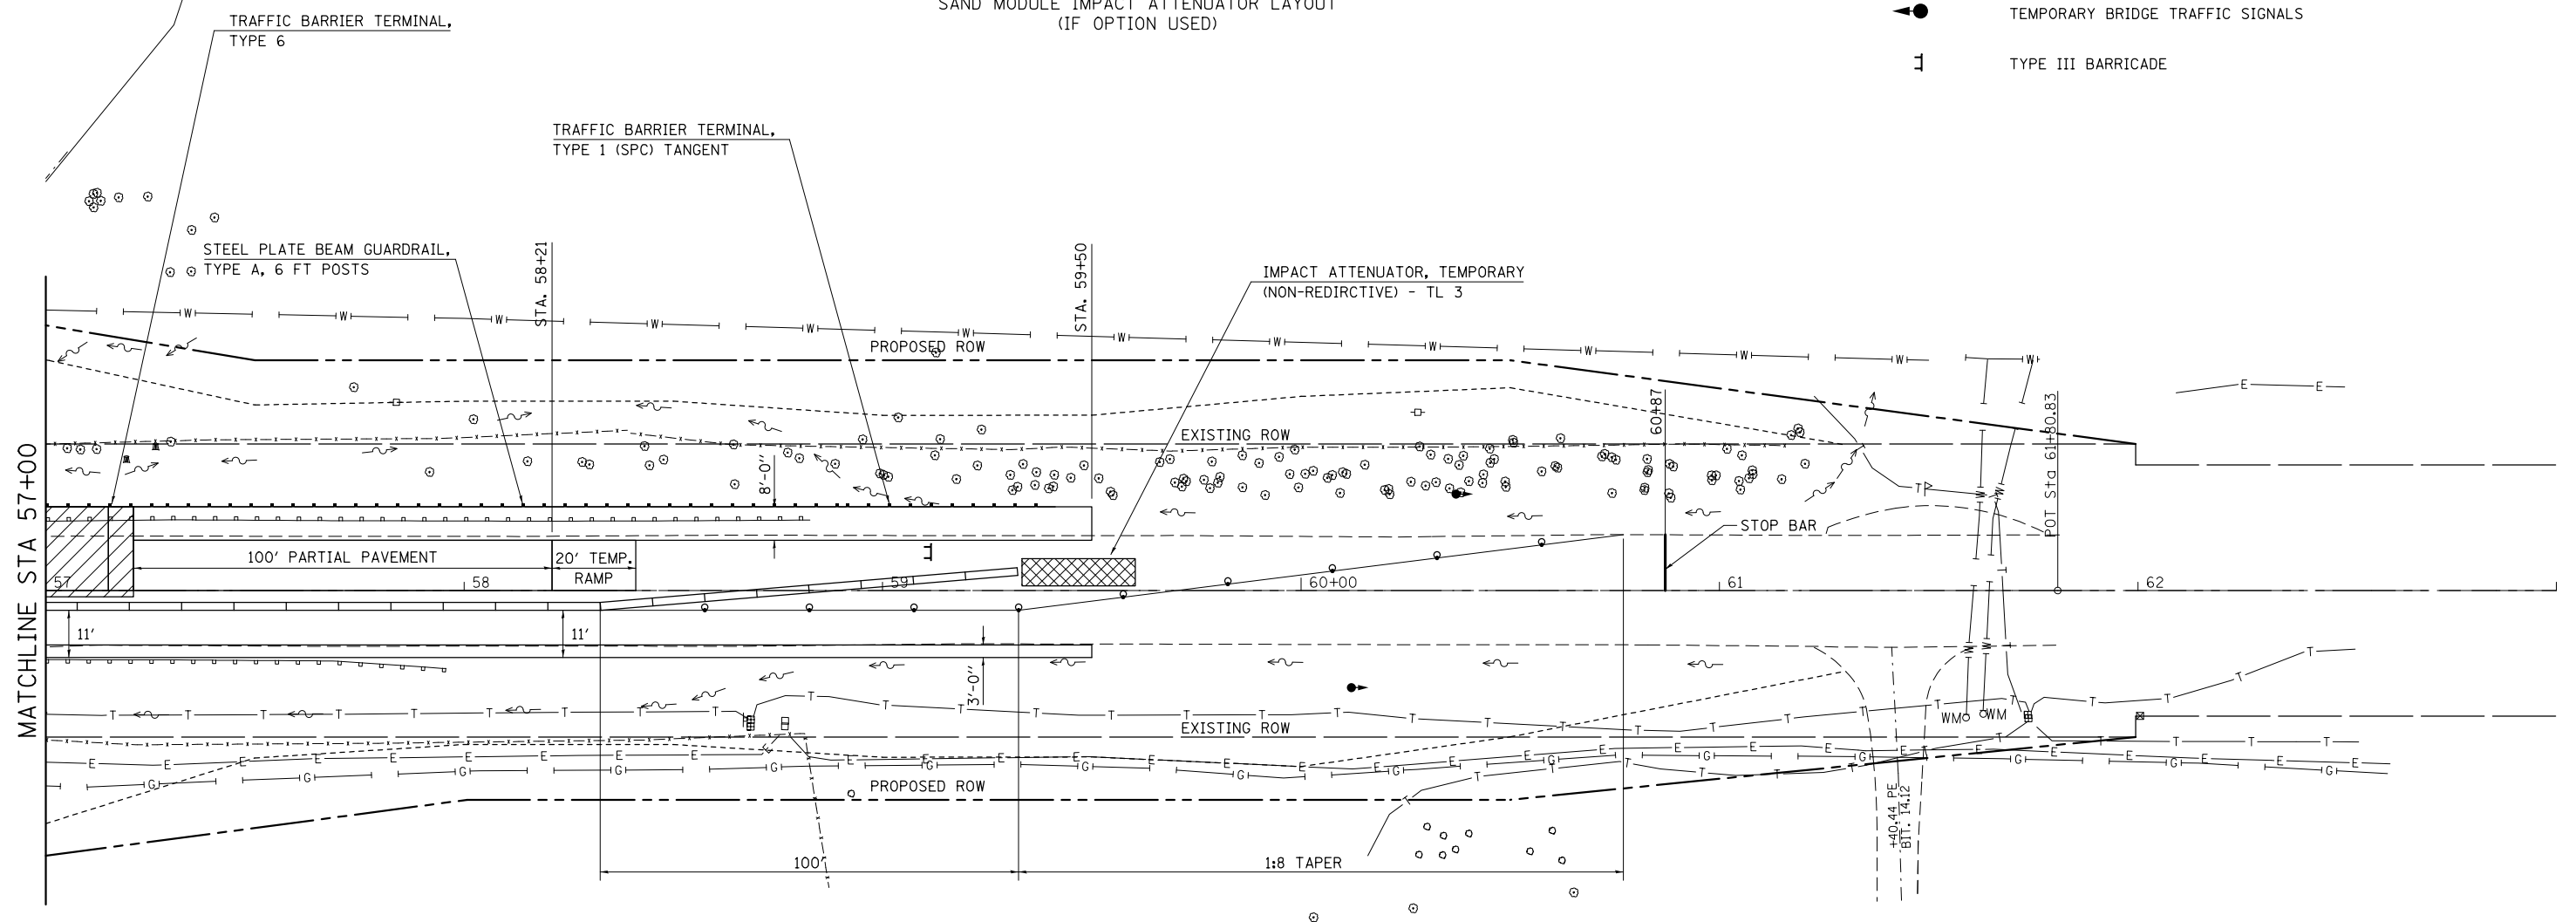 SAND MODULE IMPACT ATTENUATOR LAYOUT
(IF OPTION USED)
TEMPORARY BRIDGE TRAFFIC SIGNALS
TYPE III BARRICADE
TRAFFIC BARRIER TERMINAL,
TYPE 6
TRAFFIC BARRIER TERMINAL,
TYPE 1 (SPC) TANGENT
STEEL PLATE BEAM GUARDRAIL,
TYPE A, 6 FT POSTS
STA. 58+21
STA. 59+50
IMPACT ATTENUATOR, TEMPORARY
(NON-REDIRCTIVE) - TL 3
PROPOSED ROW
60+87
POT Sta 61+80.83
EXISTING ROW
MATCHLINE STA 57+00
8'-0"
STOP BAR
100' PARTIAL PAVEMENT
20' TEMP.
RAMP
57
58
59
60+00
61
62
11'
11'
3'-0"
WM
WM
EXISTING ROW
PROPOSED ROW
+40.44 PE
BIT. 14.12
100'
1:8 TAPER